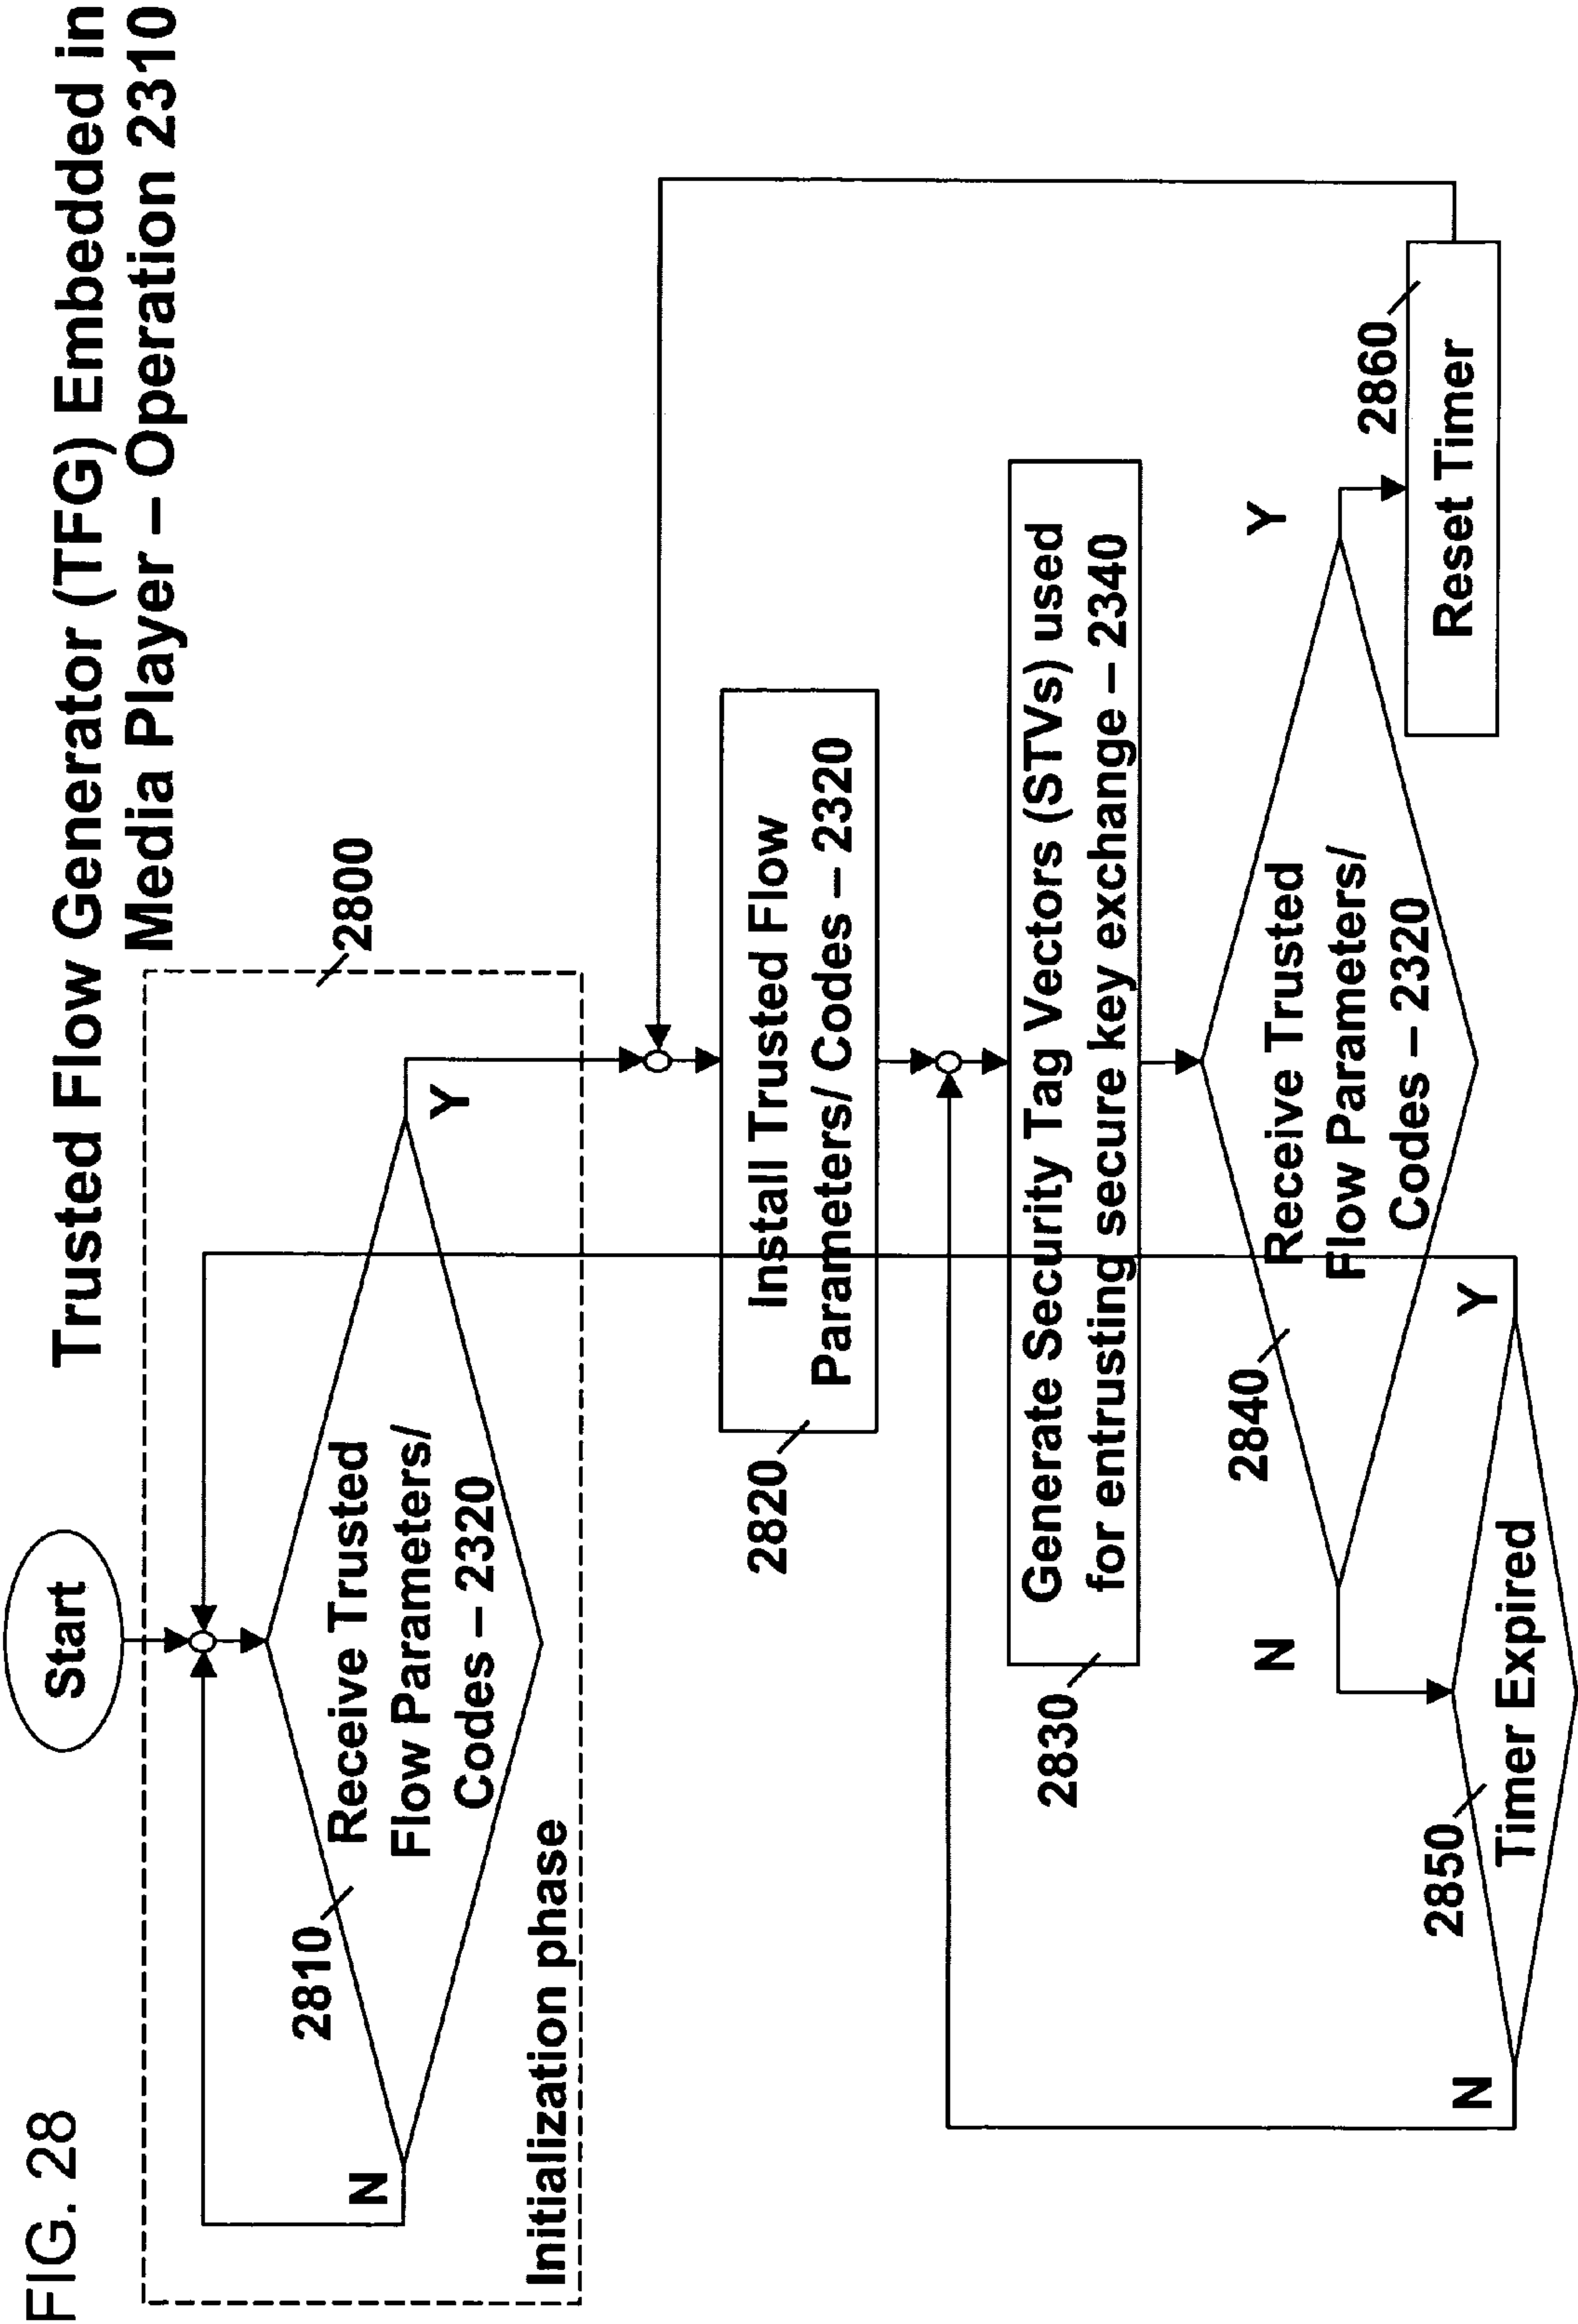 FIG. 28
Trusted Flow Generator (TFG) Embedded in
Media Player – Operation 2310
Start
2800
2810
Receive Trusted
Flow Parameters/
Codes – 2320
N
Y
Initialization phase
2820
Install Trusted Flow
Parameters/ Codes – 2320
2830
Generate Security Tag Vectors (STVs) used
for entrusting secure key exchange – 2340
2840
Receive Trusted
Flow Parameters/
Codes – 2320
N
Y
2850
Timer Expired
N
Y
2860
Reset Timer